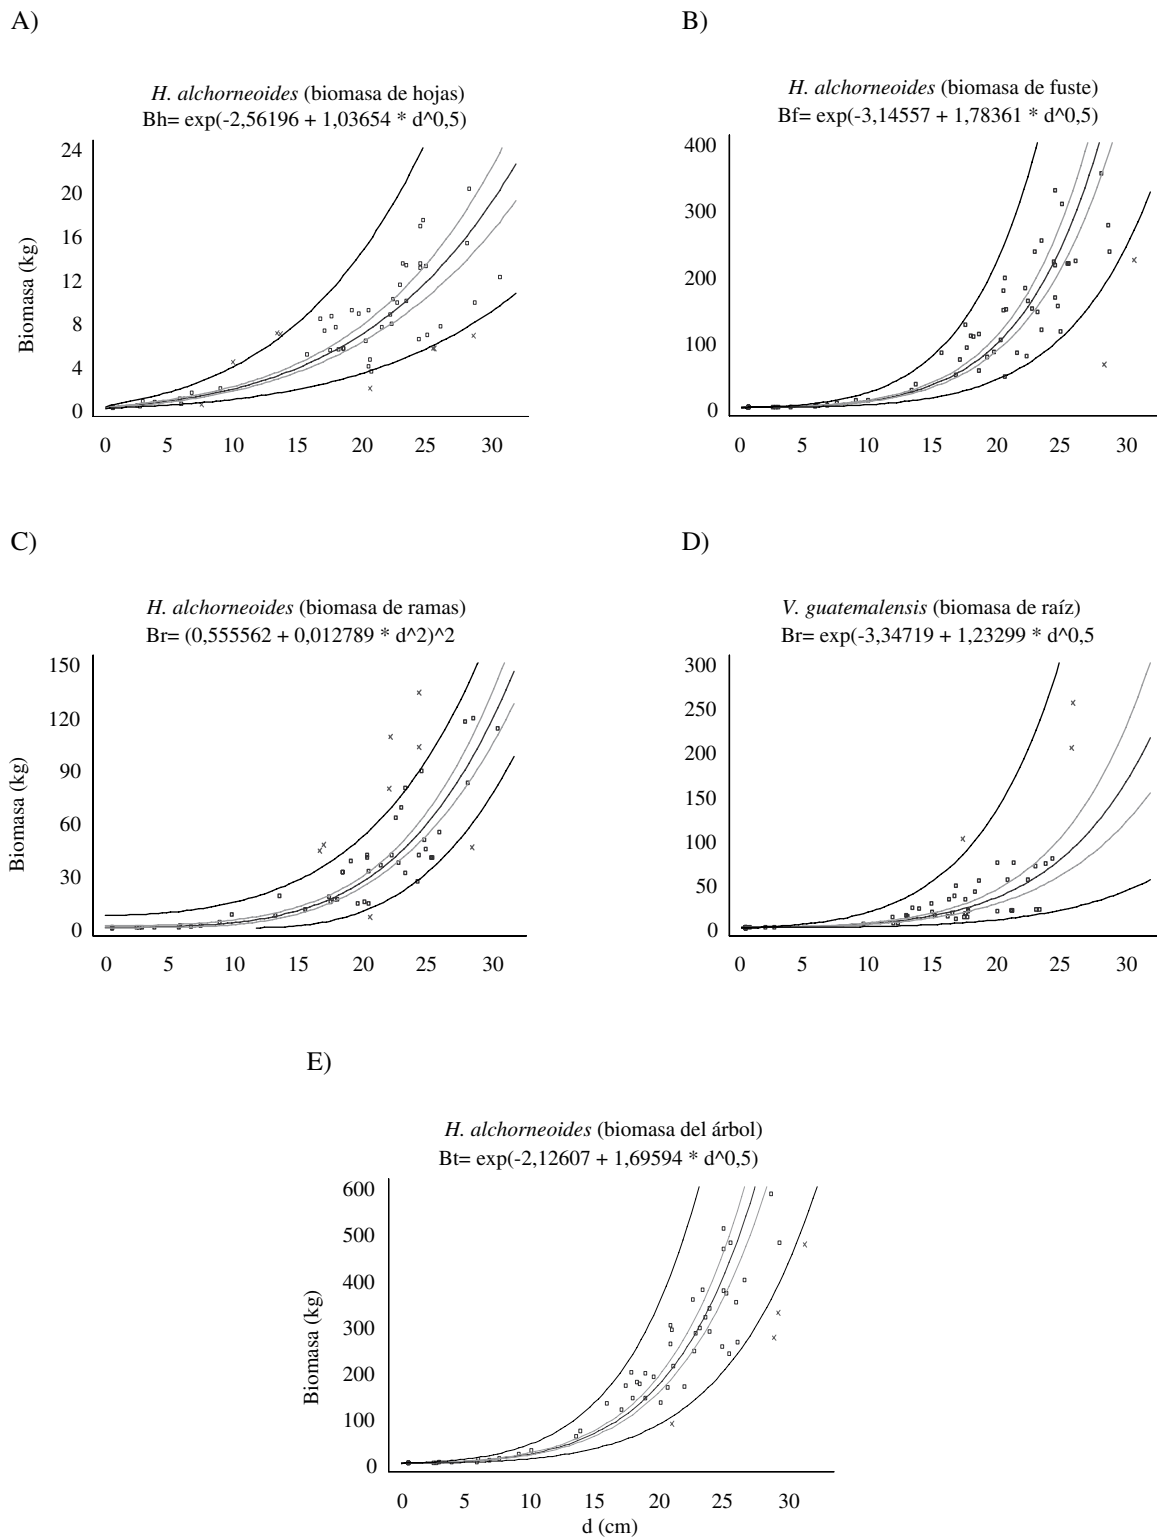 A)
H. alchorneoides (biomasa de hojas)
Bh= exp(-2,56196 + 1,03654 * d^0,5)
24
20
16
12
8
4
0
Biomasa (kg)
0 5 10 15 20 25 30
B)
H. alchorneoides (biomasa de fuste)
Bf= exp(-3,14557 + 1,78361 * d^0,5)
400
300
200
100
0
0 5 10 15 20 25 30
C)
H. alchorneoides (biomasa de ramas)
Br= (0,555562 + 0,012789 * d^2)^2
150
120
90
60
30
0
Biomasa (kg)
0 5 10 15 20 25 30
D)
V. guatemalensis (biomasa de raíz)
Br= exp(-3,34719 + 1,23299 * d^0,5
300
250
200
150
100
50
0
0 5 10 15 20 25 30
E)
H. alchorneoides (biomasa del árbol)
Bt= exp(-2,12607 + 1,69594 * d^0,5)
600
500
400
300
200
100
0
Biomasa (kg)
0 5 10 15 20 25 30
d (cm)